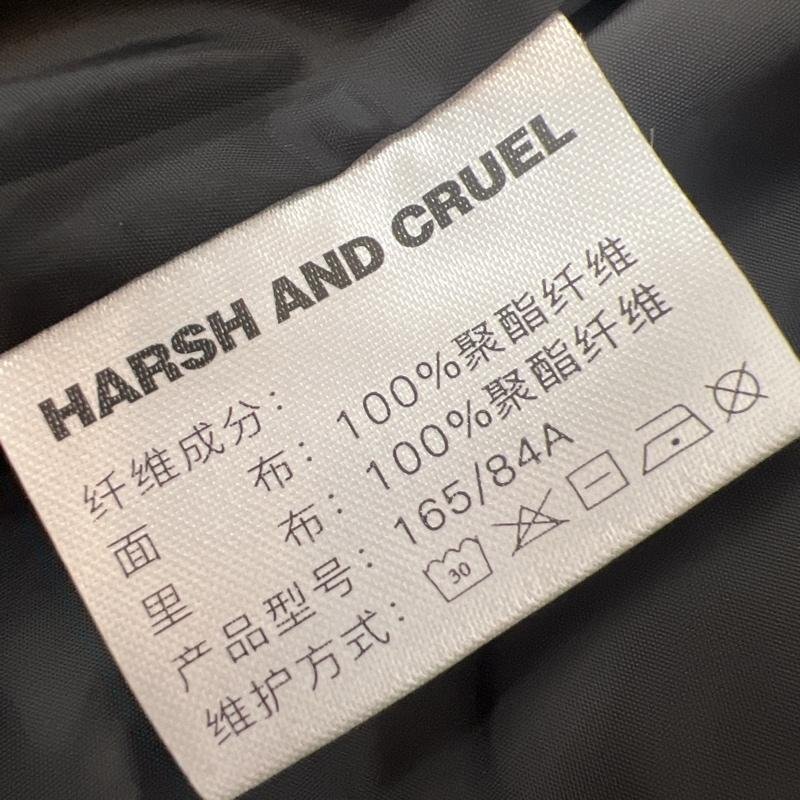 HARSH AND CRUEL
纤维成分：
面 布：100%聚酯纤维
里 布：100%聚酯纤维
产品型号：165/84A
维护方式：30